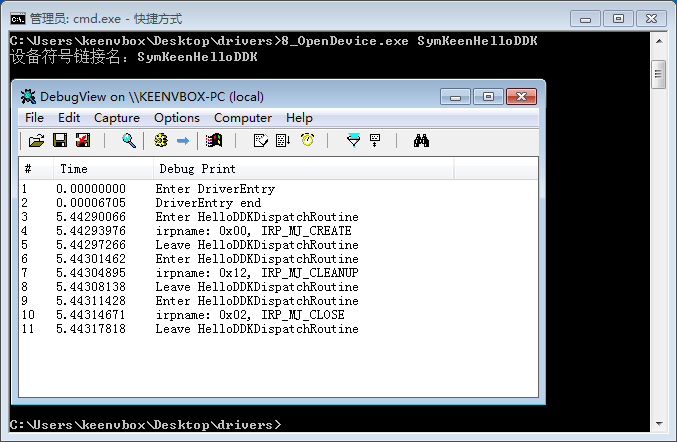 管理员: cmd.exe - 快捷方式
C:\Users\keenvbox\Desktop\drivers>8_OpenDevice.exe SymKeenHelloDDK
设备符号链接名: SymKeenHelloDDK
DebugView on \\KEENVBOX-PC (local)
File Edit Capture Options Computer Help
# Time Debug Print
1 0.00000000 Enter DriverEntry
2 0.00006705 DriverEntry end
3 5.44290066 Enter HelloDDKDispatchRoutine
4 5.44293976 irpname: 0x00, IRP_MJ_CREATE
5 5.44297266 Leave HelloDDKDispatchRoutine
6 5.44301462 Enter HelloDDKDispatchRoutine
7 5.44304895 irpname: 0x12, IRP_MJ_CLEANUP
8 5.44308138 Leave HelloDDKDispatchRoutine
9 5.44311428 Enter HelloDDKDispatchRoutine
10 5.44314671 irpname: 0x02, IRP_MJ_CLOSE
11 5.44317818 Leave HelloDDKDispatchRoutine
C:\Users\keenvbox\Desktop\drivers>